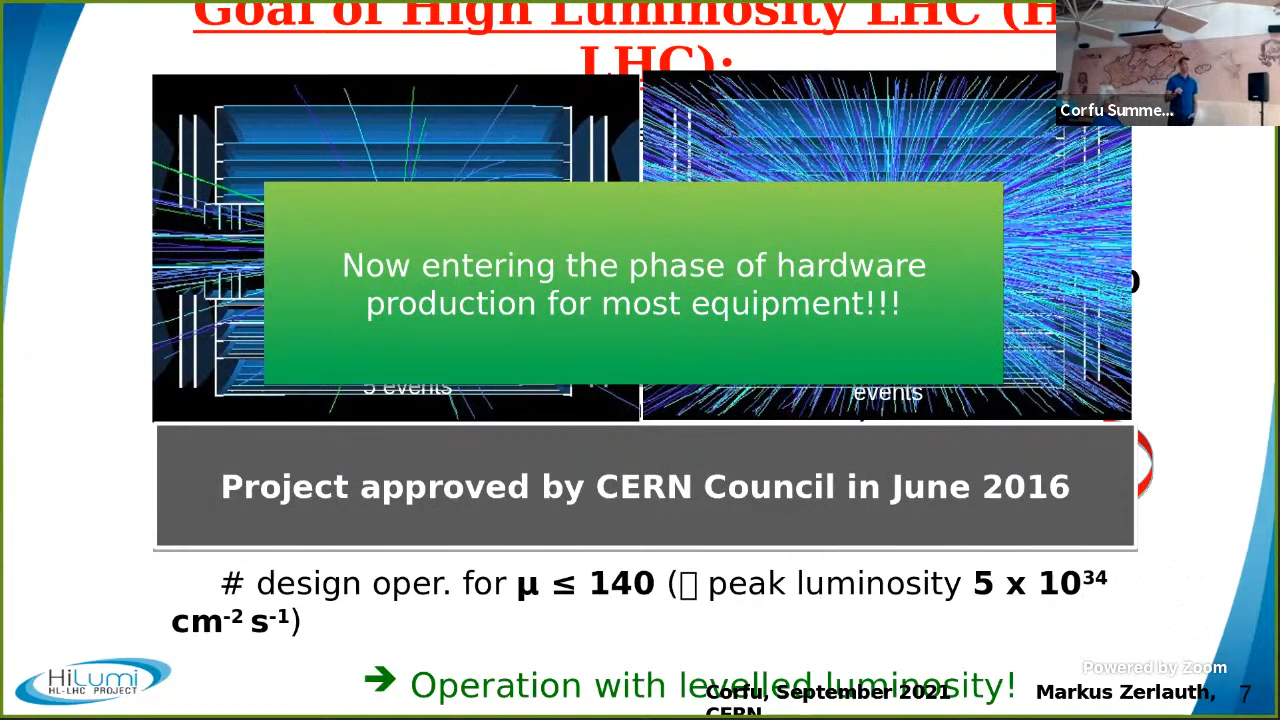 Goal of High Luminosity LHC (H
LHC):
Corfu Summe...
Now entering the phase of hardware
production for most equipment!!!
5 events
events
Project approved by CERN Council in June 2016
# design oper. for μ ≤ 140 (▯ peak luminosity 5 x 10³⁴
cm⁻² s⁻¹)
➔ Operation with levelled luminosity!
HiLumi
HL-LHC PROJECT
Powered by Zoom
Corfu, September 2021
Markus Zerlauth,
CERN
7